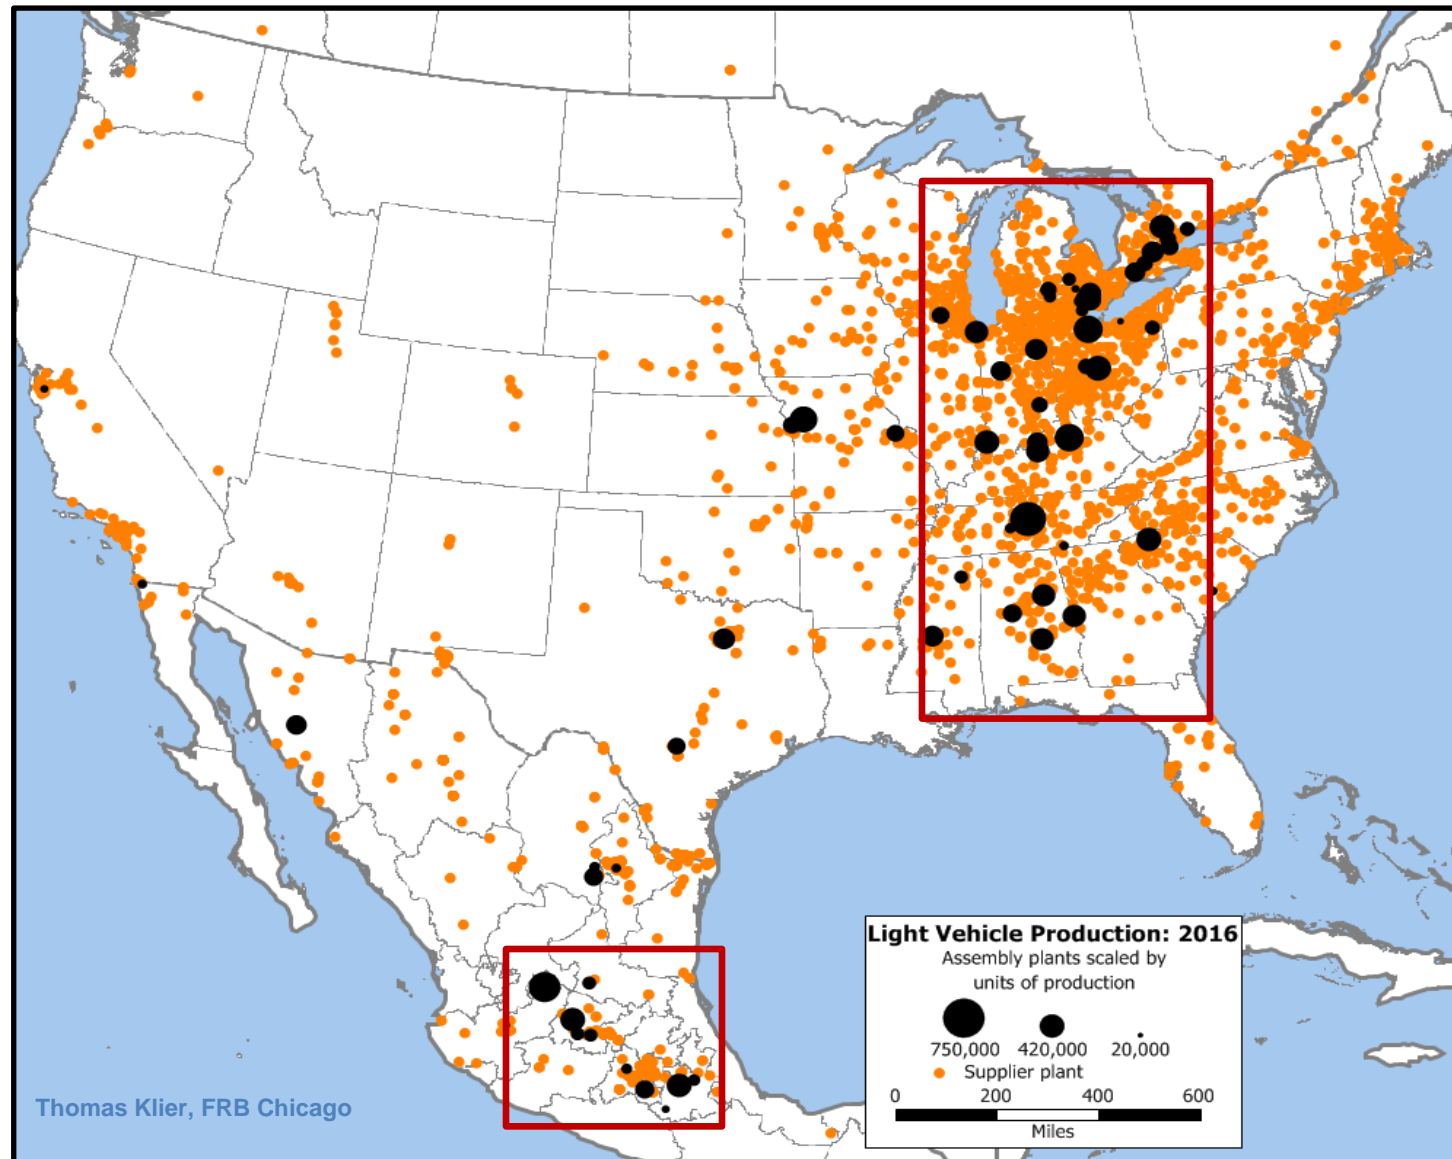 Light Vehicle Production: 2016
Assembly plants scaled by
units of production
750,000 420,000 20,000
Supplier plant
0 200 400 600
Miles
Thomas Klier, FRB Chicago